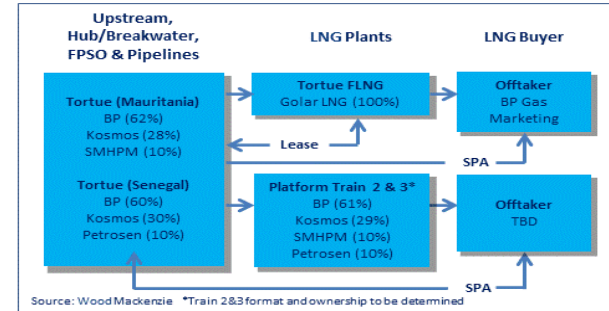 Upstream,
Hub/Breakwater,
FPSO & Pipelines
LNG Plants
LNG Buyer
Tortue (Mauritania)
BP (62%)
Kosmos (28%)
SMHPM (10%)
Tortue (Senegal)
BP (60%)
Kosmos (30%)
Petrosen (10%)
Tortue FLNG
Golar LNG (100%)
Lease
Platform Train 2 & 3*
BP (61%)
Kosmos (29%)
SMHPM (10%)
Petrosen (10%)
Offtaker
BP Gas
Marketing
SPA
Offtaker
TBD
SPA
Source: Wood Mackenzie *Train 2&3 format and ownership to be determined